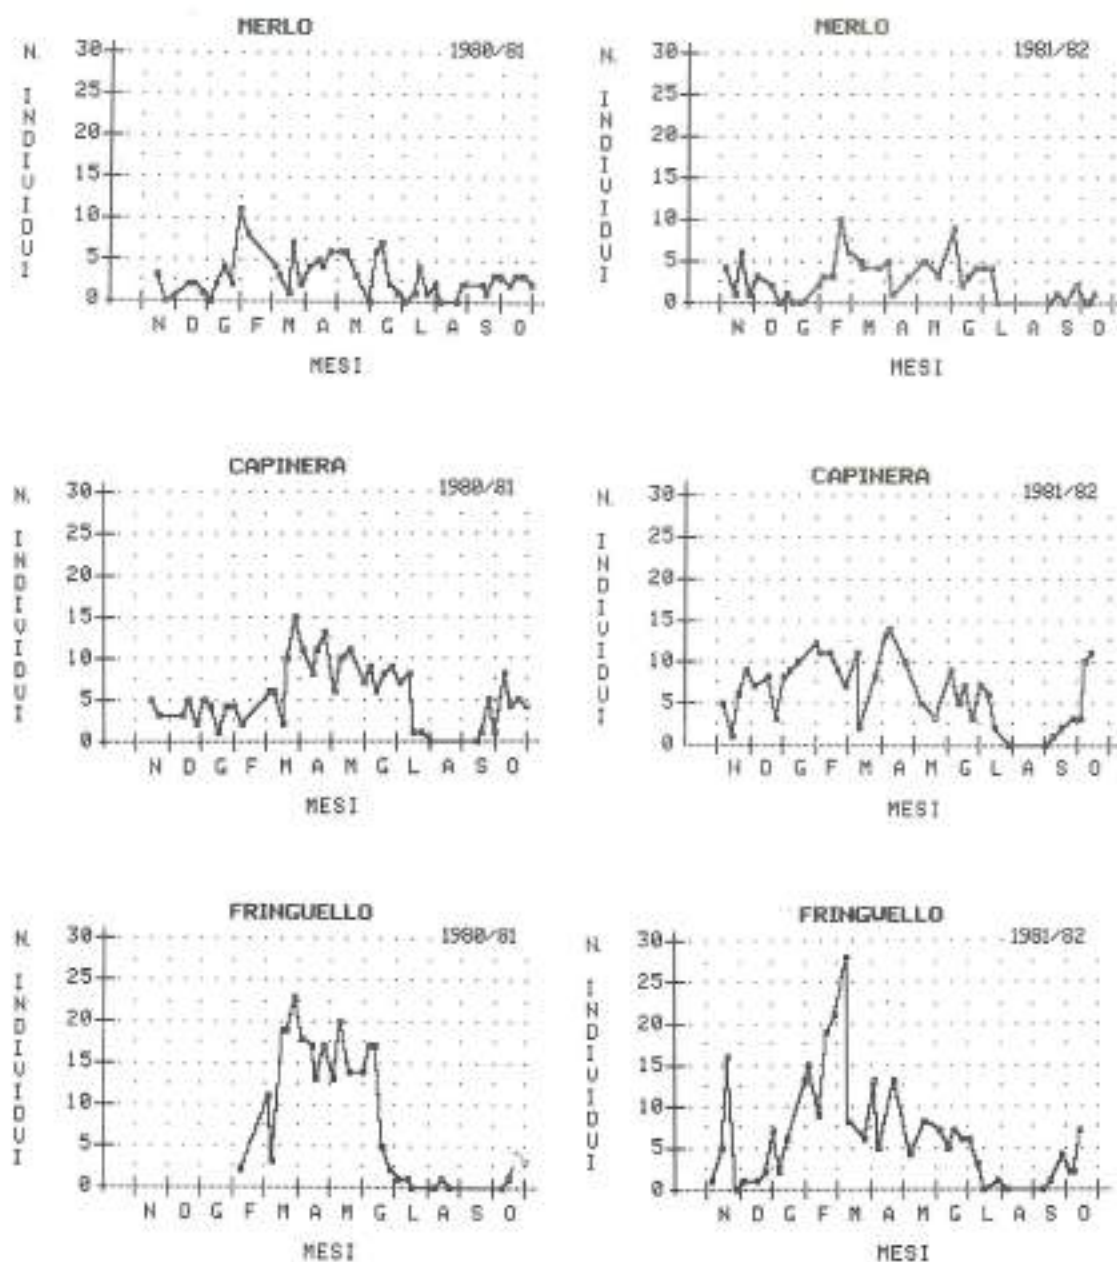 MERLO
1980/81
N. INDIVIDUI
30
25
20
15
10
5
0
N D G F M A M G L A S O
MESI
MERLO
1981/82
N. INDIVIDUI
30
25
20
15
10
5
0
N D G F M A M G L A S O
MESI
CAPINERA
1980/81
N. INDIVIDUI
30
25
20
15
10
5
0
N D G F M A M G L A S O
MESI
CAPINERA
1981/82
N. INDIVIDUI
30
25
20
15
10
5
0
N D G F M A M G L A S O
MESI
FRINGUELLO
1980/81
N. INDIVIDUI
30
25
20
15
10
5
0
N D G F M A M G L A S O
MESI
FRINGUELLO
1981/82
N. INDIVIDUI
30
25
20
15
10
5
0
N D G F M A M G L A S O
MESI